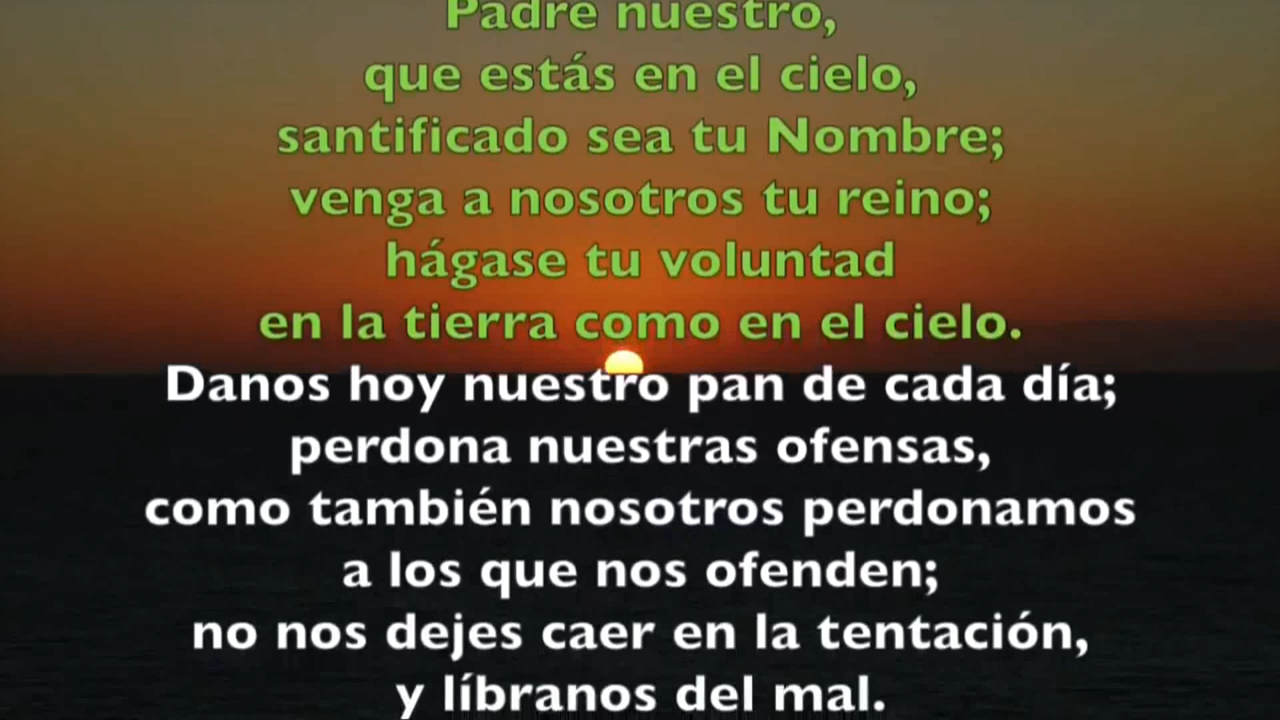 Padre nuestro,
que estás en el cielo,
santificado sea tu Nombre;
venga a nosotros tu reino;
hágase tu voluntad
en la tierra como en el cielo.
Danos hoy nuestro pan de cada día;
perdona nuestras ofensas,
como también nosotros perdonamos
a los que nos ofenden;
no nos dejes caer en la tentación,
y líbranos del mal.